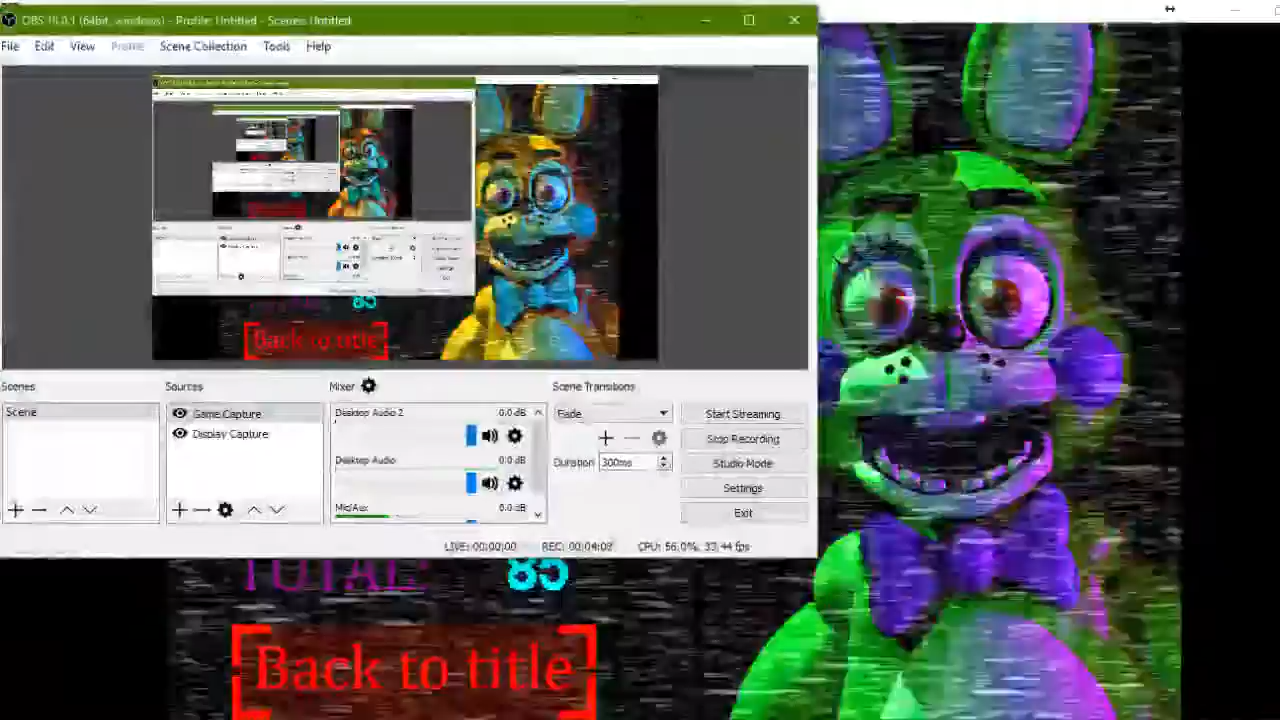 OBS 18.0.1 (64bit, windows) - Profile: Untitled - Scenes: Untitled
File Edit View Profile Scene Collection Tools Help
Back to title
85
Scenes Sources Mixer Scene Transitions
Scene
Game Capture
Display Capture
Desktop Audio 2 0.0 dB
Desktop Audio 0.0 dB
Mic/Aux 0.0 dB
Fade
Duration 300ms
Start Streaming
Stop Recording
Studio Mode
Settings
Exit
LIVE: 00:00:00 REC: 00:04:02 CPU: 56.0%, 33.44 fps
TOTAL: 85
Back to title